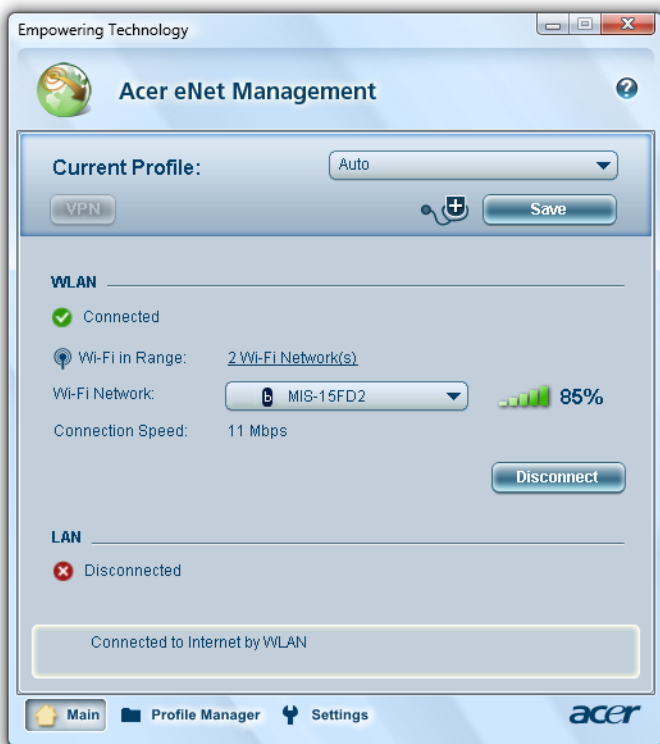 Empowering Technology
Acer eNet Management
Current Profile:
Auto
VPN
Save
WLAN
Connected
Wi-Fi in Range:
2 Wi-Fi Network(s)
Wi-Fi Network:
b MIS-15FD2
85%
Connection Speed:
11 Mbps
Disconnect
LAN
Disconnected
Connected to Internet by WLAN
Main
Profile Manager
Settings
acer